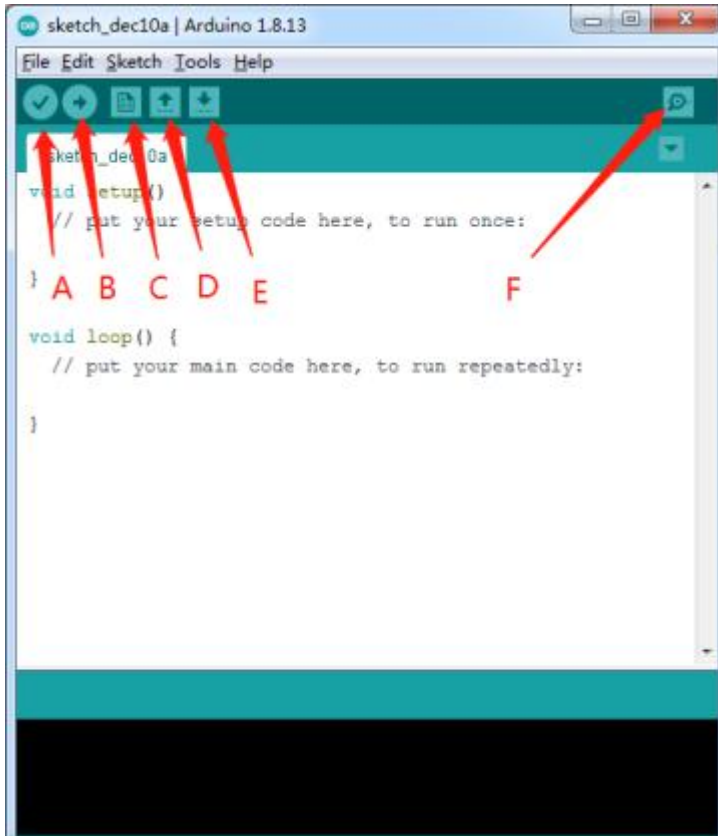 sketch_dec10a | Arduino 1.8.13
File Edit Sketch Tools Help
sketch_dec10a
void setup()
// put your setup code here, to run once:
}
A B C D E F
void loop() {
// put your main code here, to run repeatedly:
}